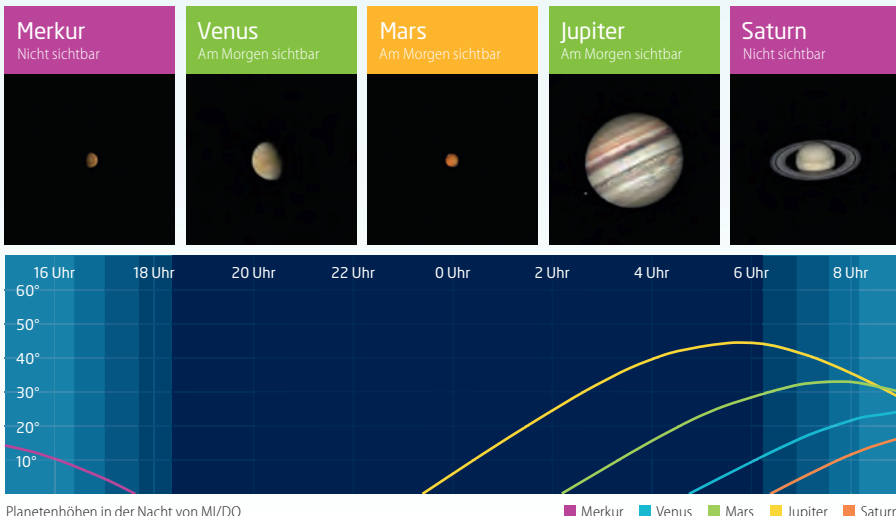 Merkur
Nicht sichtbar
Venus
Am Morgen sichtbar
Mars
Am Morgen sichtbar
Jupiter
Am Morgen sichtbar
Saturn
Nicht sichtbar
16 Uhr 18 Uhr 20 Uhr 22 Uhr 0 Uhr 2 Uhr 4 Uhr 6 Uhr 8 Uhr
60°
50°
40°
30°
20°
10°
Planetenhöhen in der Nacht von MI/DO
Merkur Venus Mars Jupiter Saturn